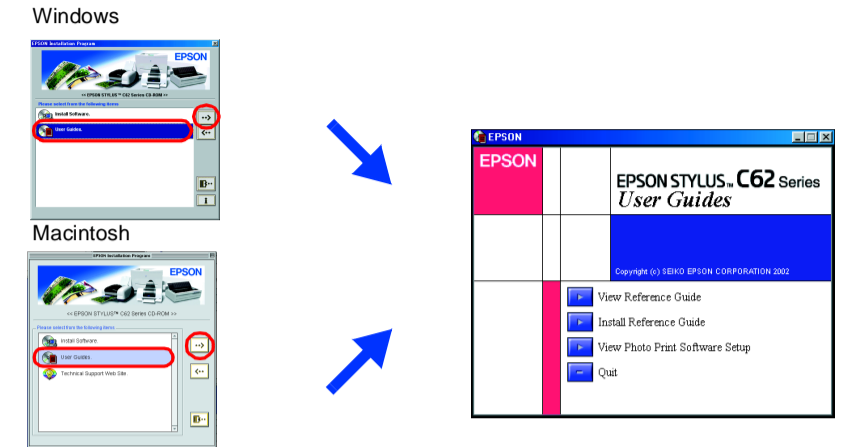 Windows
EPSON Installation Program
EPSON
<< EPSON STYLUS™ C62 Series CD-ROM >>
Please select from the following items
Install Software.
User Guides.
Macintosh
EPSON Installation Program
EPSON
<< EPSON STYLUS™ C62 Series CD-ROM >>
Please select from the following items
Install Software.
User Guides.
Technical Support Web Site
EPSON
EPSON
EPSON STYLUS™ C62 Series
User Guides
Copyright (c) SEIKO EPSON CORPORATION 2002
View Reference Guide
Install Reference Guide
View Photo Print Software Setup
Quit